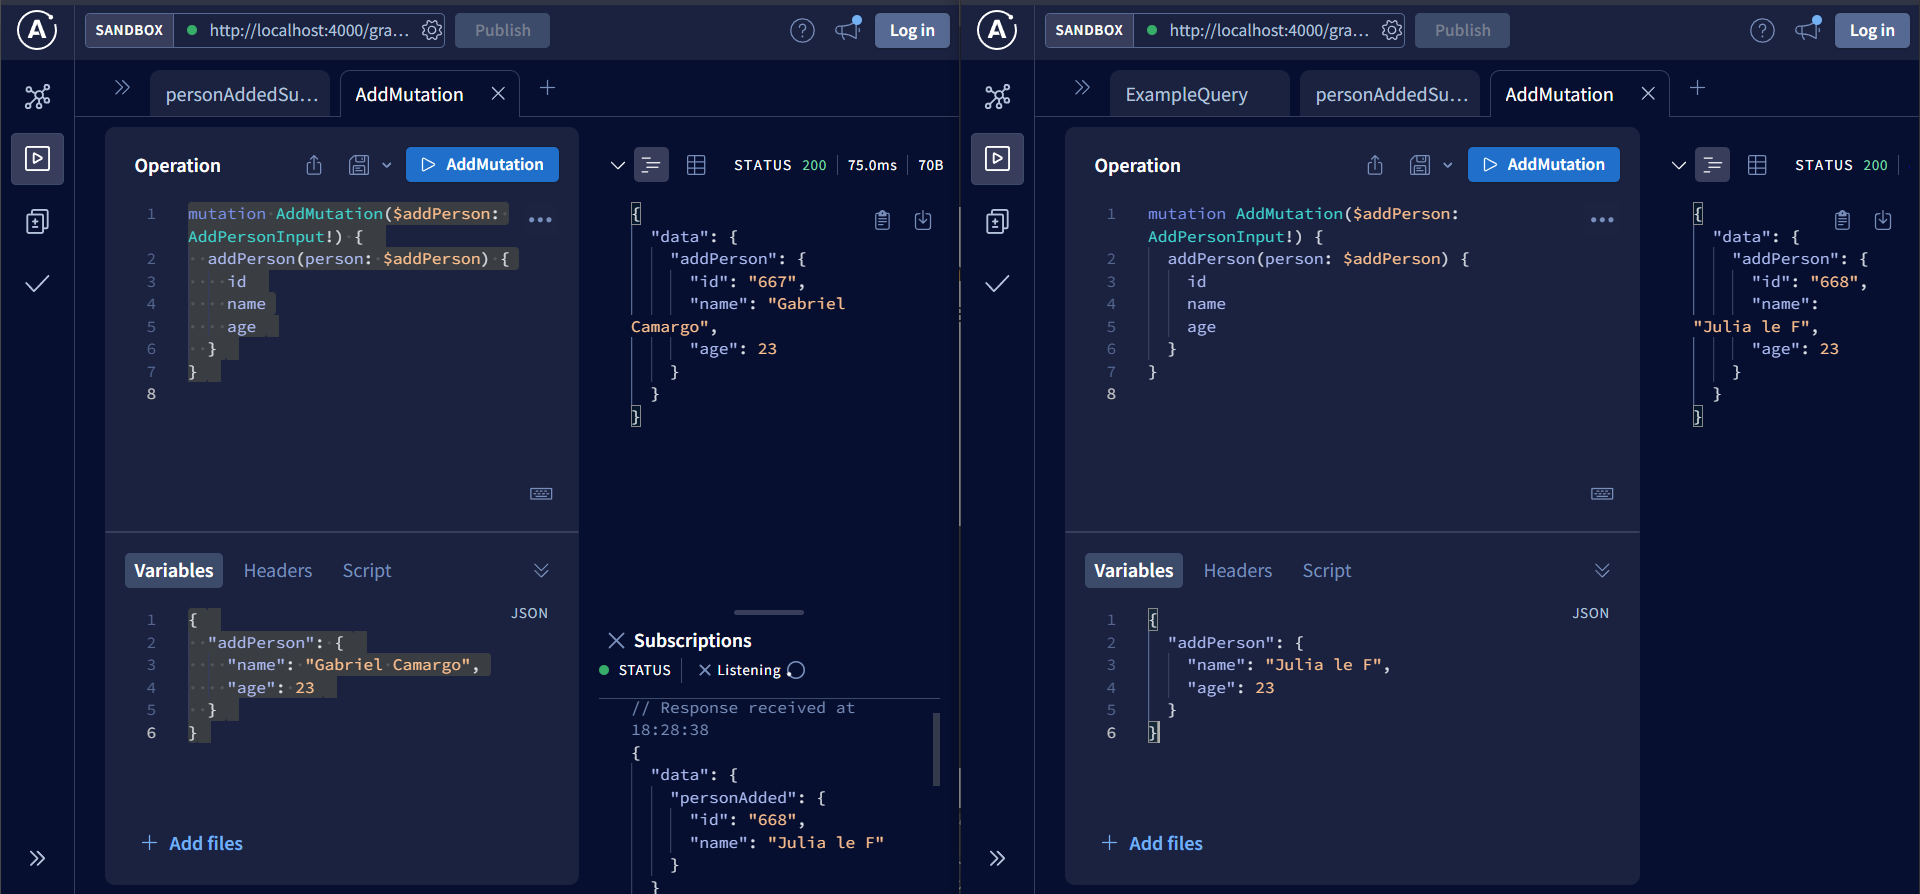 SANDBOX
http://localhost:4000/gra...
Publish
?
Log in
personAddedSu...
AddMutation
Operation
AddMutation
1 mutation AddMutation($addPerson:
AddPersonInput!) {
2 addPerson(person: $addPerson) {
3 id
4 name
5 age
6 }
7 }
8
STATUS 200
75.0ms
70B
{
"data": {
"addPerson": {
"id": "667",
"name": "Gabriel
Camargo",
"age": 23
}
}
}
Variables
Headers
Script
JSON
1 {
2 "addPerson": {
3 "name": "Gabriel Camargo",
4 "age": 23
5 }
6 }
Add files
Subscriptions
STATUS
Listening
// Response received at
18:28:38
{
"data": {
"personAdded": {
"id": "668",
"name": "Julia le F"
}
}
SANDBOX
http://localhost:4000/gra...
Publish
?
Log in
ExampleQuery
personAddedSu...
AddMutation
Operation
AddMutation
1 mutation AddMutation($addPerson:
AddPersonInput!) {
2 addPerson(person: $addPerson) {
3 id
4 name
5 age
6 }
7 }
8
STATUS 200
{
"data": {
"addPerson": {
"id": "668",
"name":
"Julia le F",
"age": 23
}
}
}
Variables
Headers
Script
JSON
1 {
2 "addPerson": {
3 "name": "Julia le F",
4 "age": 23
5 }
6 }
Add files